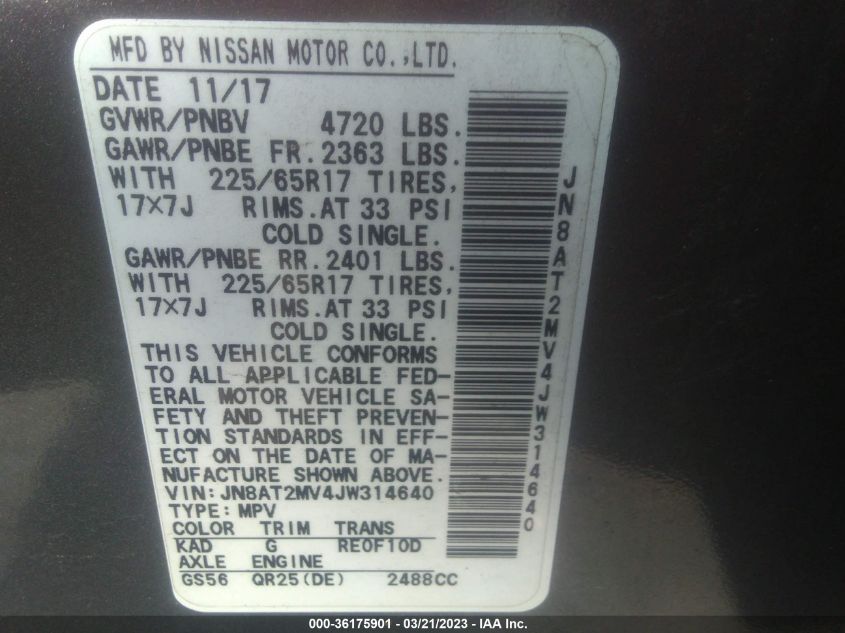 MFD BY NISSAN MOTOR CO.,LTD.
DATE 11/17
GVWR/PNBV 4720 LBS.
GAWR/PNBE FR.2363 LBS.
WITH 225/65R17 TIRES,
17X7J RIMS.AT 33 PSI
COLD SINGLE.
GAWR/PNBE RR.2401 LBS.
WITH 225/65R17 TIRES,
17X7J RIMS.AT 33 PSI
COLD SINGLE.
THIS VEHICLE CONFORMS
TO ALL APPLICABLE FED-
ERAL MOTOR VEHICLE SA-
FETY AND THEFT PREVEN-
TION STANDARDS IN EFF-
ECT ON THE DATE OF MA-
NUFACTURE SHOWN ABOVE.
VIN:JN8AT2MV4JW314640
TYPE:MPV
COLOR TRIM TRANS
KAD G RE0F10D
AXLE ENGINE
GS56 QR25(DE) 2488CC
JN8AT2MV4JW314640
000-36175901 - 03/21/2023 - IAA Inc.